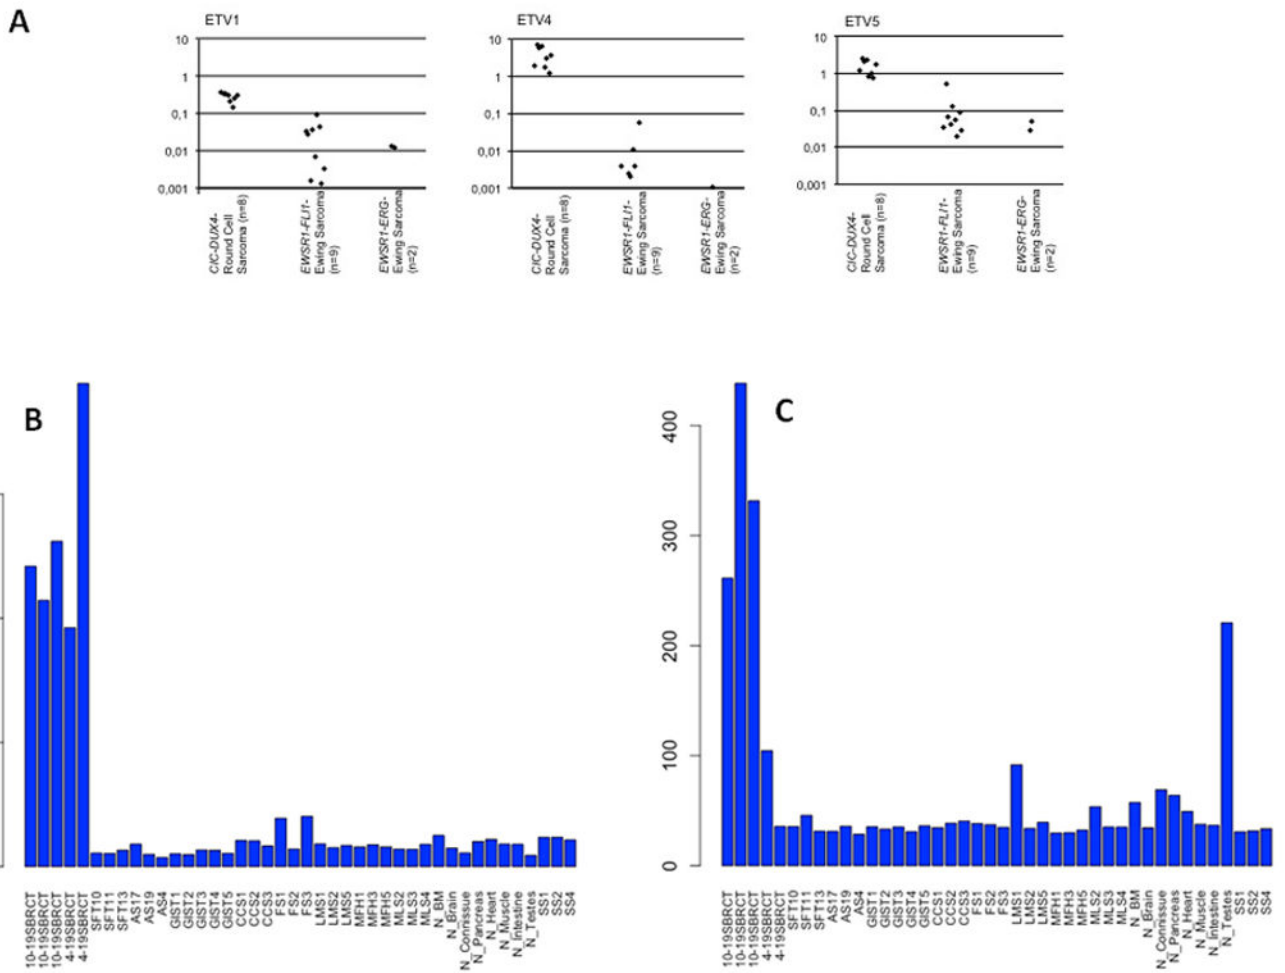 A
ETV1
10
1
0,1
0,01
0,001
CIC-DUX4-
Round Cell
Sarcoma (n=8)
EWSR1-FLI1-
Ewing Sarcoma
(n=9)
EWSR1-ERG-
Ewing Sarcoma
(n=2)
ETV4
10
1
0,1
0,01
0,001
CIC-DUX4-
Round Cell
Sarcoma (n=8)
EWSR1-FLI1-
Ewing Sarcoma
(n=9)
EWSR1-ERG-
Ewing Sarcoma
(n=2)
ETV5
10
1
0,1
0,01
0,001
CIC-DUX4-
Round Cell
Sarcoma (n=8)
EWSR1-FLI1-
Ewing Sarcoma
(n=9)
EWSR1-ERG-
Ewing Sarcoma
(n=2)
B
10-19SBRCT
10-19SBRCT
10-19SBRCT
4-19SBRCT
4-19SBRCT
SFT10
SFT11
SFT13
AS17
AS19
AS4
GIST1
GIST2
GIST3
GIST4
GIST5
CCS1
CCS2
CCS3
FS1
FS2
FS3
LMS1
LMS2
LMS5
MFH1
MFH3
MFH5
MLS2
MLS3
MLS4
N_BM
N_Brain
N_Connissue
N_Pancreas
N_Heart
N_Muscle
N_Intestine
N_Testes
SS1
SS2
SS4
C
400
300
200
100
0
10-19SBRCT
10-19SBRCT
10-19SBRCT
4-19SBRCT
4-19SBRCT
SFT10
SFT11
SFT13
AS17
AS19
AS4
GIST1
GIST2
GIST3
GIST4
GIST5
CCS1
CCS2
CCS3
FS1
FS2
FS3
LMS1
LMS2
LMS5
MFH1
MFH3
MFH5
MLS2
MLS3
MLS4
N_BM
N_Brain
N_Connissue
N_Pancreas
N_Heart
N_Muscle
N_Intestine
N_Testes
SS1
SS2
SS4